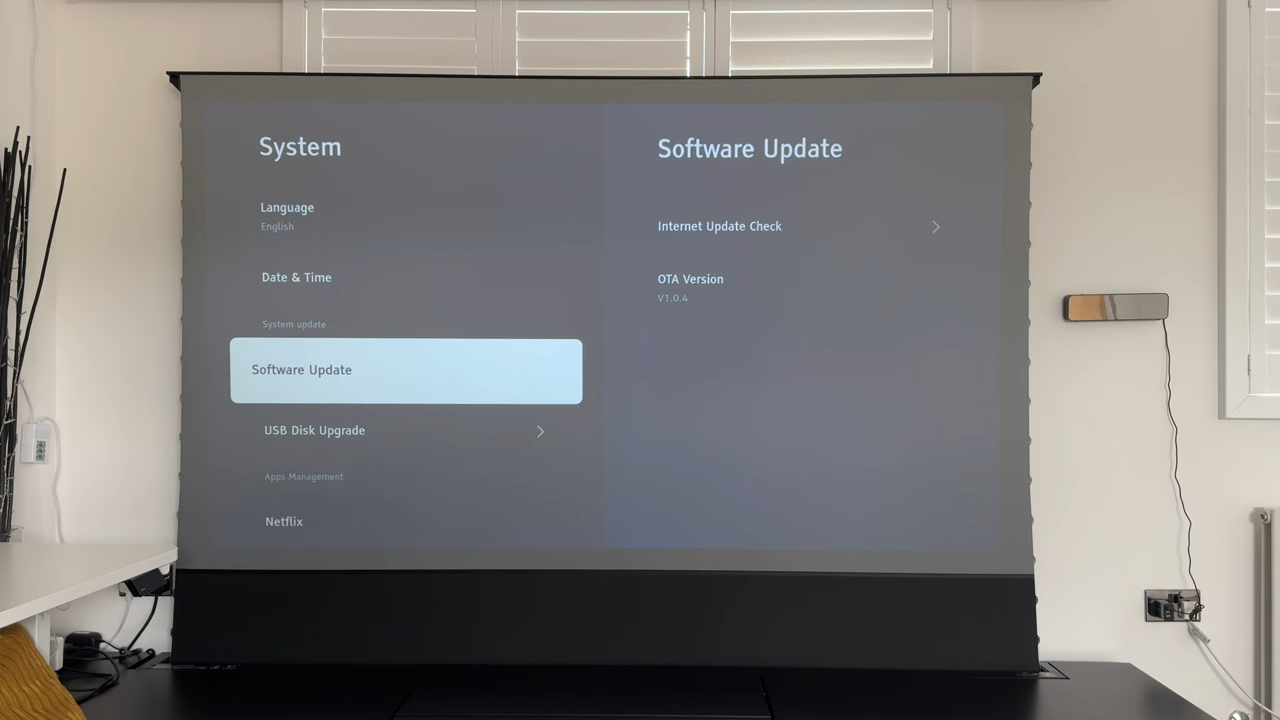 System
Language
English
Date & Time
System update
Software Update
USB Disk Upgrade
Apps Management
Netflix
Software Update
Internet Update Check
OTA Version
V1.0.4